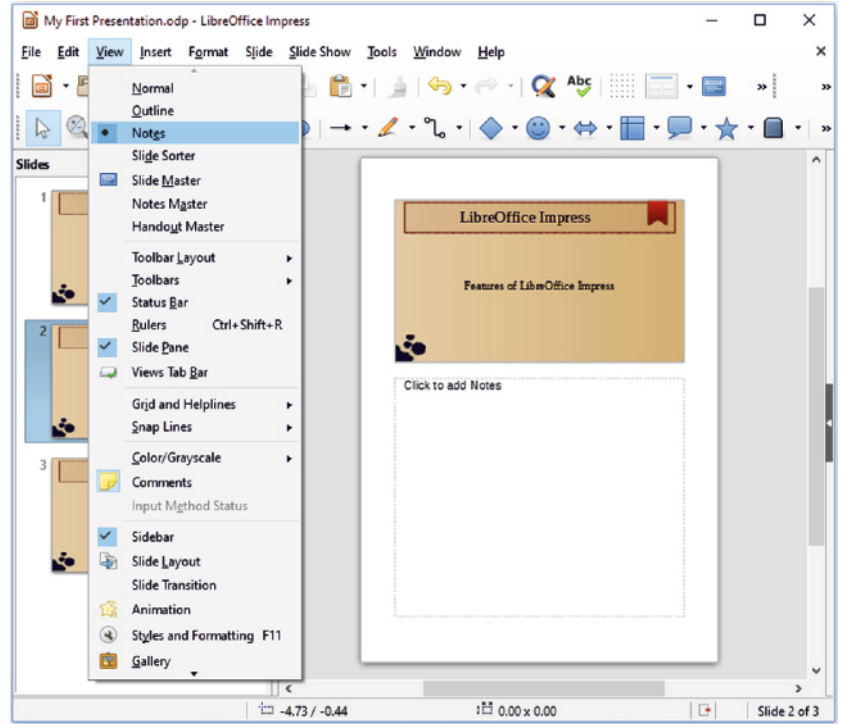 My First Presentation.odp - LibreOffice Impress
File Edit View Insert Format Slide Slide Show Tools Window Help
Abc
Slides
1
2
3
Normal
Outline
Notes
Slide Sorter
Slide Master
Notes Master
Handout Master
Toolbar Layout
Toolbars
Status Bar
Rulers Ctrl+Shift+R
Slide Pane
Views Tab Bar
Grid and Helplines
Snap Lines
Color/Grayscale
Comments
Input Method Status
Sidebar
Slide Layout
Slide Transition
Animation
Styles and Formatting F11
Gallery
LibreOffice Impress
Features of LibreOffice Impress
Click to add Notes
-4.73 / -0.44 0.00 x 0.00 Slide 2 of 3